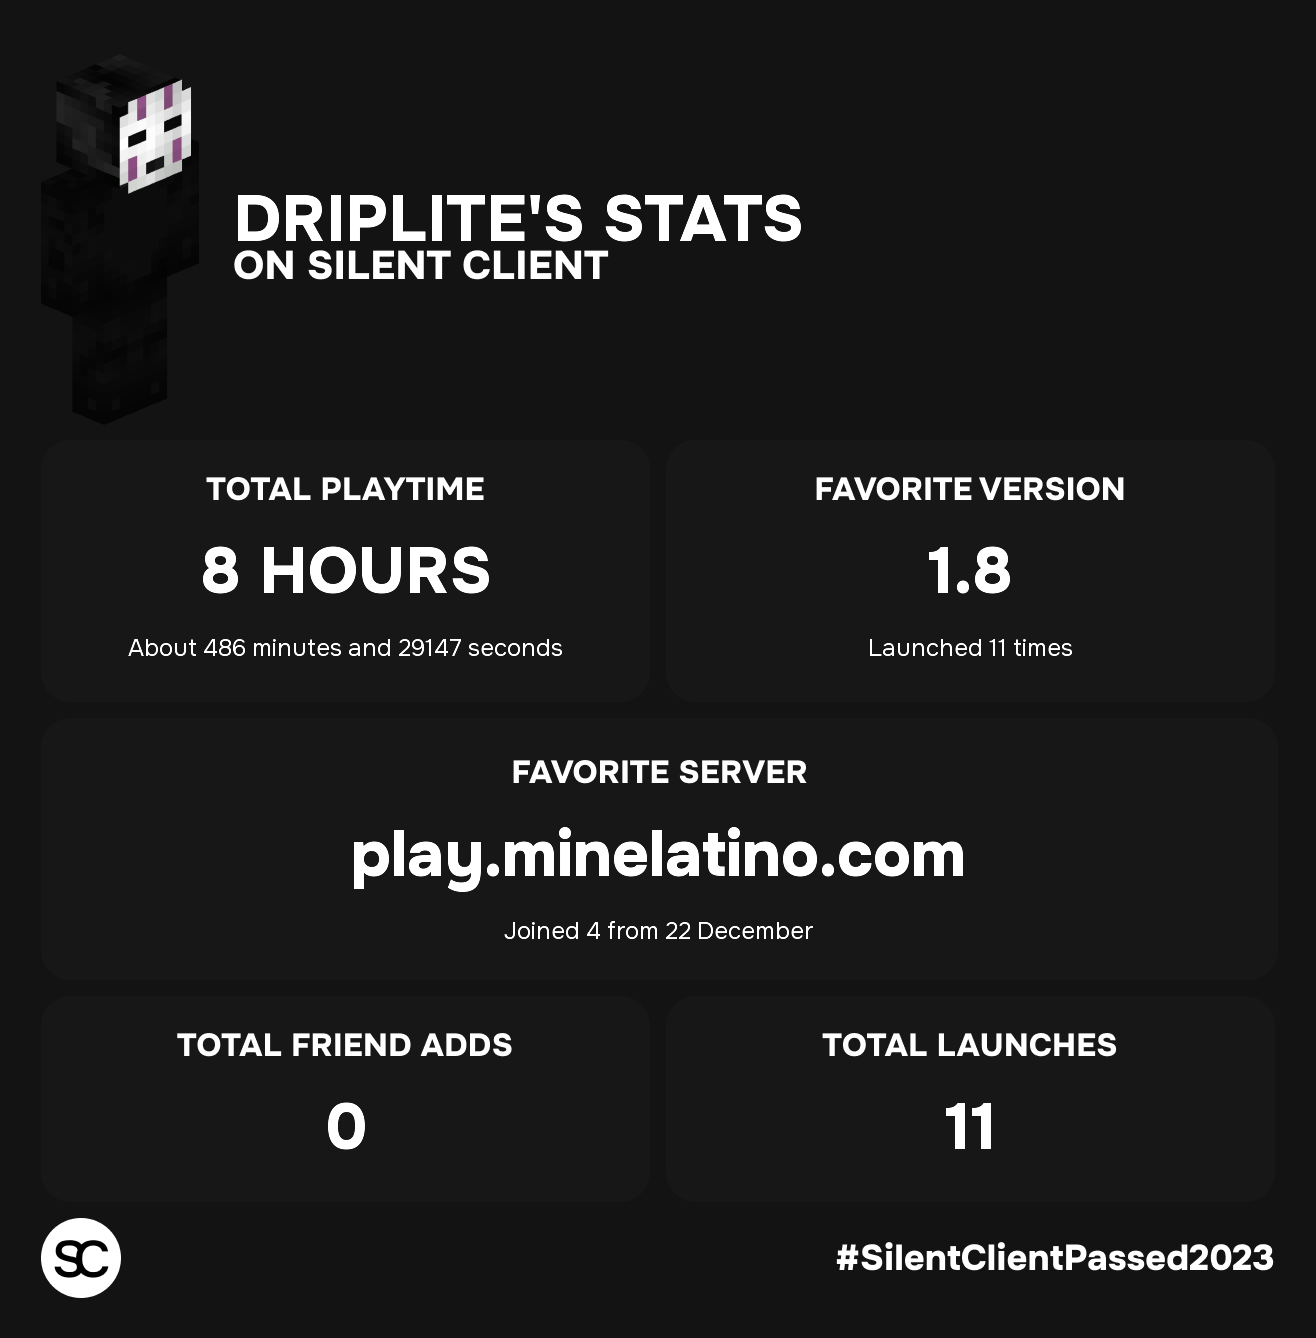 DRIPLITE'S STATS
ON SILENT CLIENT
TOTAL PLAYTIME
8 HOURS
About 486 minutes and 29147 seconds
FAVORITE VERSION
1.8
Launched 11 times
FAVORITE SERVER
play.minelatino.com
Joined 4 from 22 December
TOTAL FRIEND ADDS
0
TOTAL LAUNCHES
11
SC
#SilentClientPassed2023